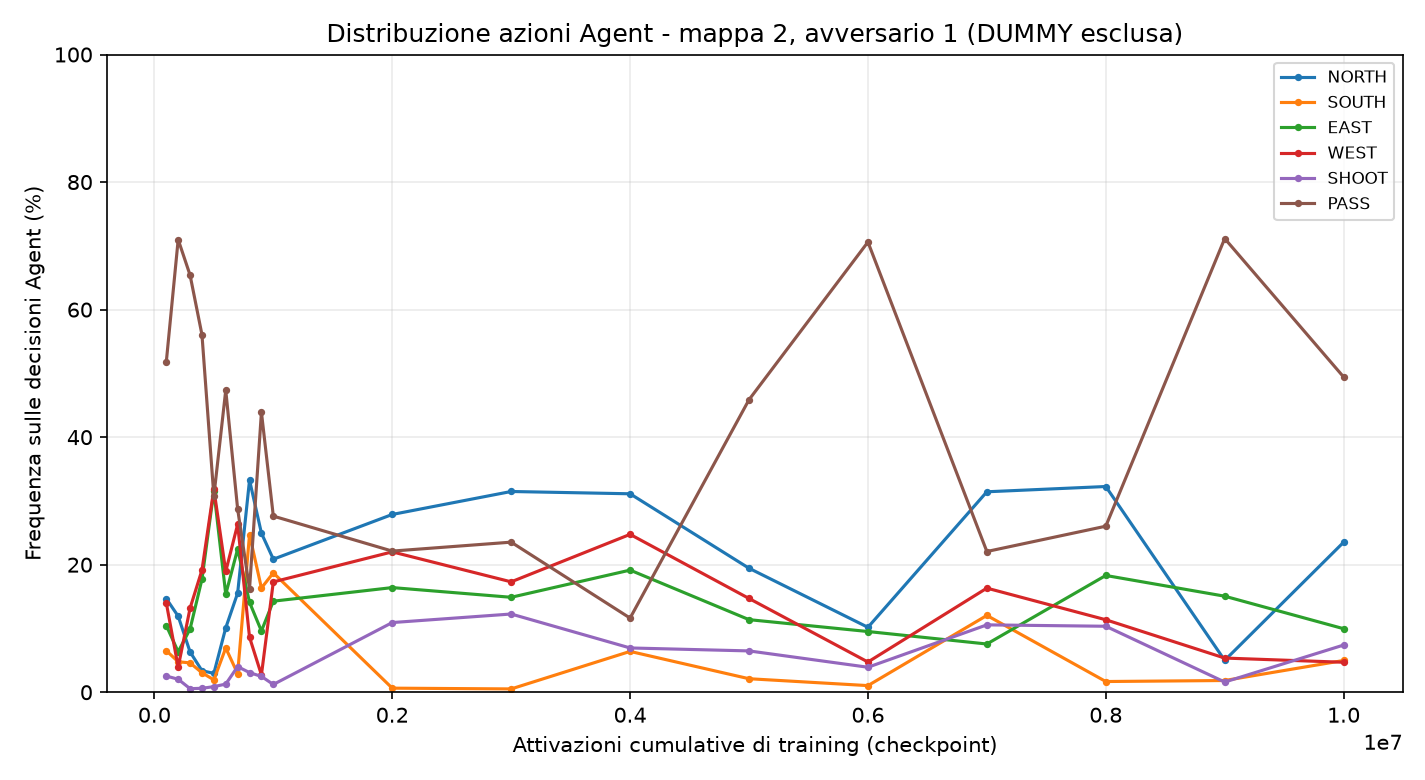 Distribuzione azioni Agent - mappa 2, avversario 1 (DUMMY esclusa)
Frequenza sulle decisioni Agent (%)
100
80
60
40
20
0
NORTH
SOUTH
EAST
WEST
SHOOT
PASS
0.0
0.2
0.4
0.6
0.8
1.0
1e7
Attivazioni cumulative di training (checkpoint)